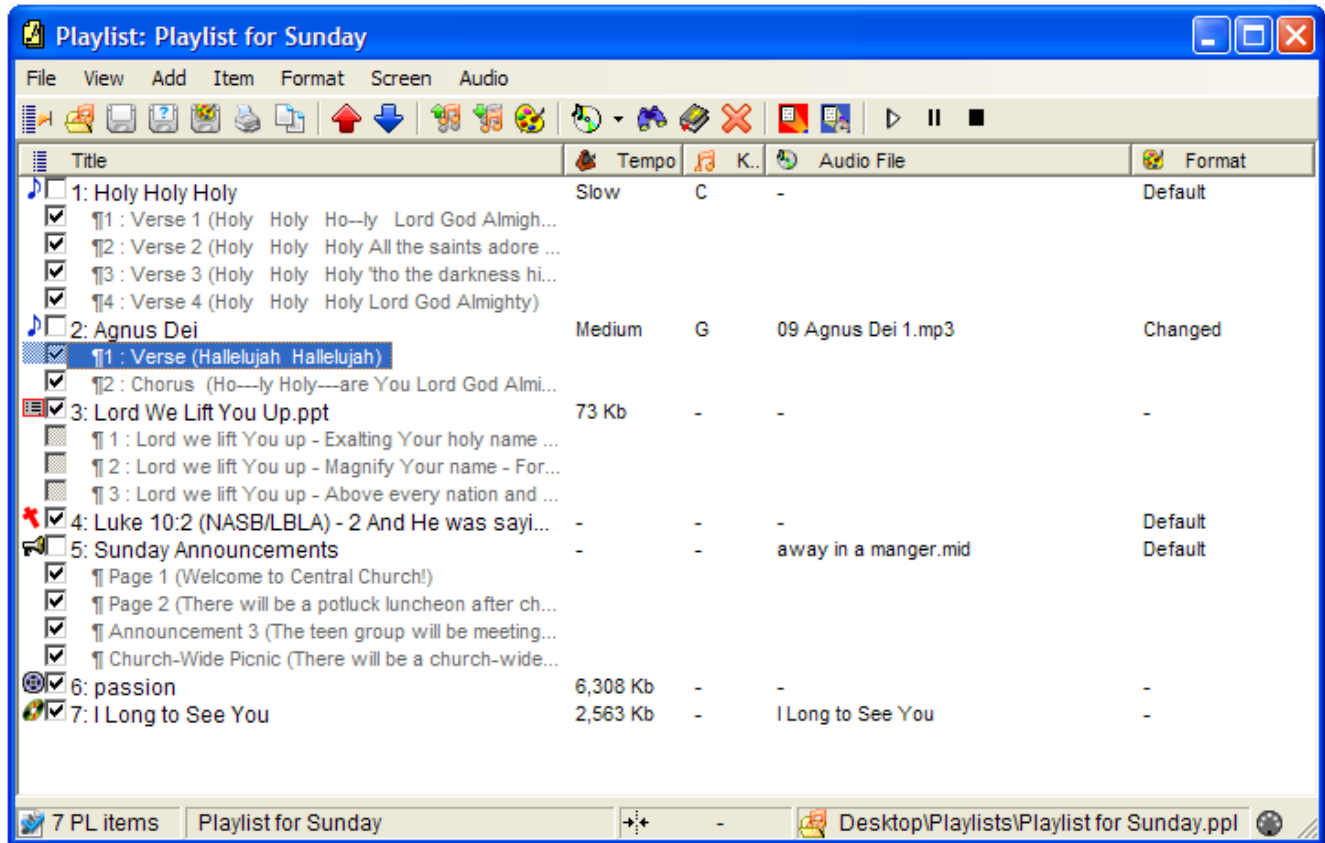 Playlist: Playlist for Sunday
File View Add Item Format Screen Audio
Title Tempo K.. Audio File Format
1: Holy Holy Holy Slow C - Default
¶1 : Verse 1 (Holy Holy Ho--ly Lord God Almigh...
¶2 : Verse 2 (Holy Holy Holy All the saints adore ...
¶3 : Verse 3 (Holy Holy Holy 'tho the darkness hi...
¶4 : Verse 4 (Holy Holy Holy Lord God Almighty)
2: Agnus Dei Medium G 09 Agnus Dei 1.mp3 Changed
¶1 : Verse (Hallelujah Hallelujah)
¶2 : Chorus (Ho---ly Holy---are You Lord God Almi...
3: Lord We Lift You Up.ppt 73 Kb - - -
¶ 1 : Lord we lift You up - Exalting Your holy name ...
¶ 2 : Lord we lift You up - Magnify Your name - For...
¶ 3 : Lord we lift You up - Above every nation and ...
4: Luke 10:2 (NASB/LBLA) - 2 And He was sayi... - - - Default
5: Sunday Announcements - - away in a manger.mid Default
¶ Page 1 (Welcome to Central Church!)
¶ Page 2 (There will be a potluck luncheon after ch...
¶ Announcement 3 (The teen group will be meeting...
¶ Church-Wide Picnic (There will be a church-wide...
6: passion 6,308 Kb - - -
7: I Long to See You 2,563 Kb - I Long to See You -
7 PL items Playlist for Sunday - Desktop\Playlists\Playlist for Sunday.ppl